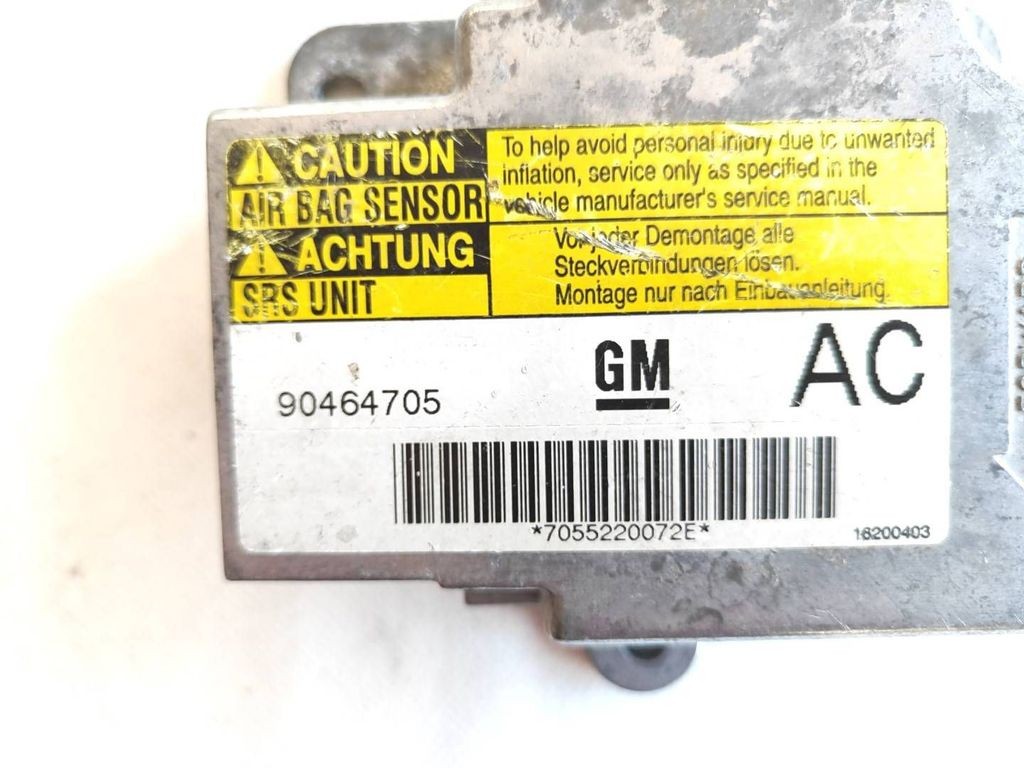 CAUTION
AIR BAG SENSOR
To help avoid personal injury due to unwanted
inflation, service only as specified in the
vehicle manufacturer's service manual.
ACHTUNG
SRS UNIT
Vor jeder Demontage alle
Steckverbindungen lösen.
Montage nur nach Einbauanleitung.
GM
AC
90464705
*7055220072E*
16200403
FORWARD